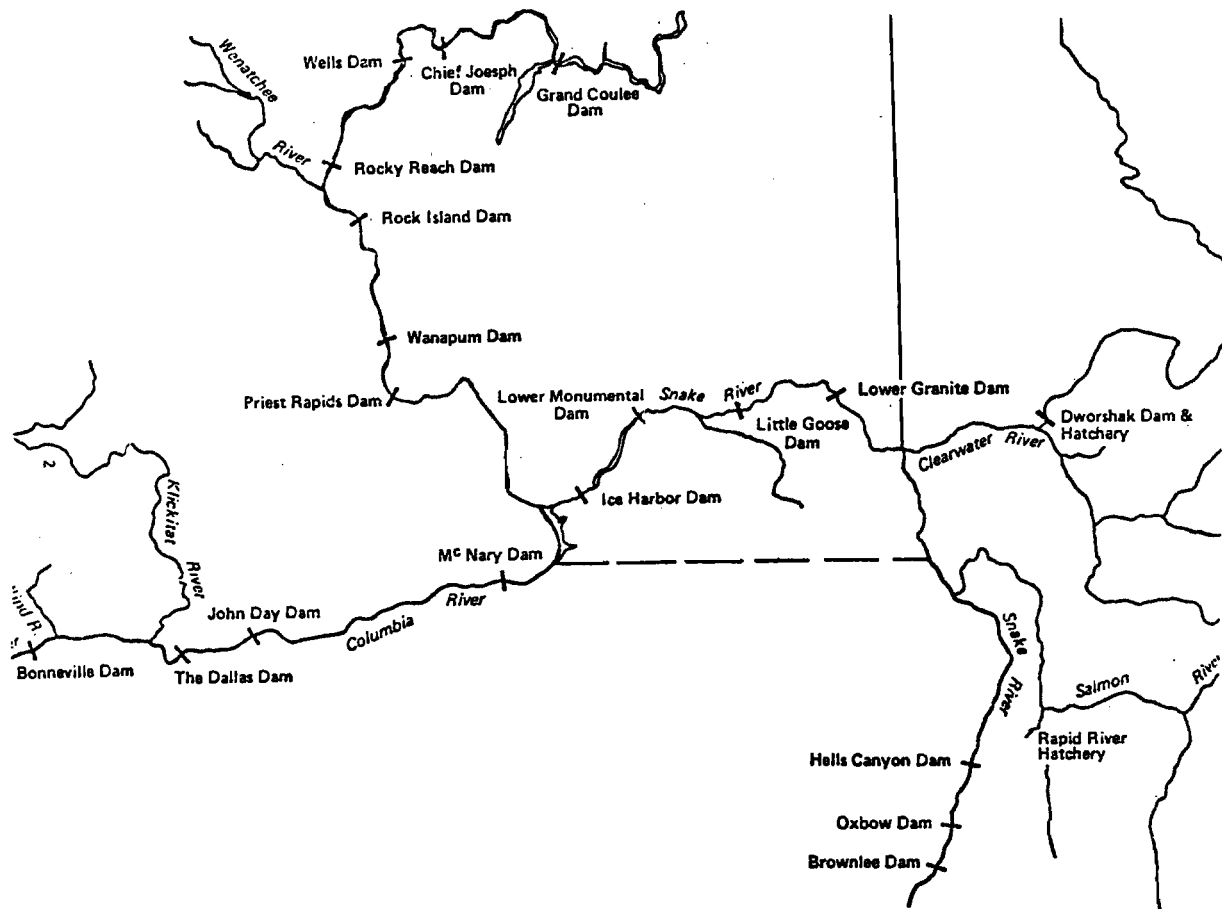 Wenatchee
River
Wells Dam
Chief Joesph
Dam
Grand Coulee
Dam
Rocky Reach Dam
Rock Island Dam
Wanapum Dam
Priest Rapids Dam
Lower Monumental
Dam
Snake
River
Little Goose
Dam
Lower Granite Dam
Clearwater River
Dworshak Dam &
Hatchery
Ice Harbor Dam
2
Klickitat
River
Mc Nary Dam
John Day Dam
Columbia
River
R.
Bonneville Dam
The Dallas Dam
Snake
River
Salmon
River
Rapid River
Hatchery
Hells Canyon Dam
Oxbow Dam
Brownlee Dam